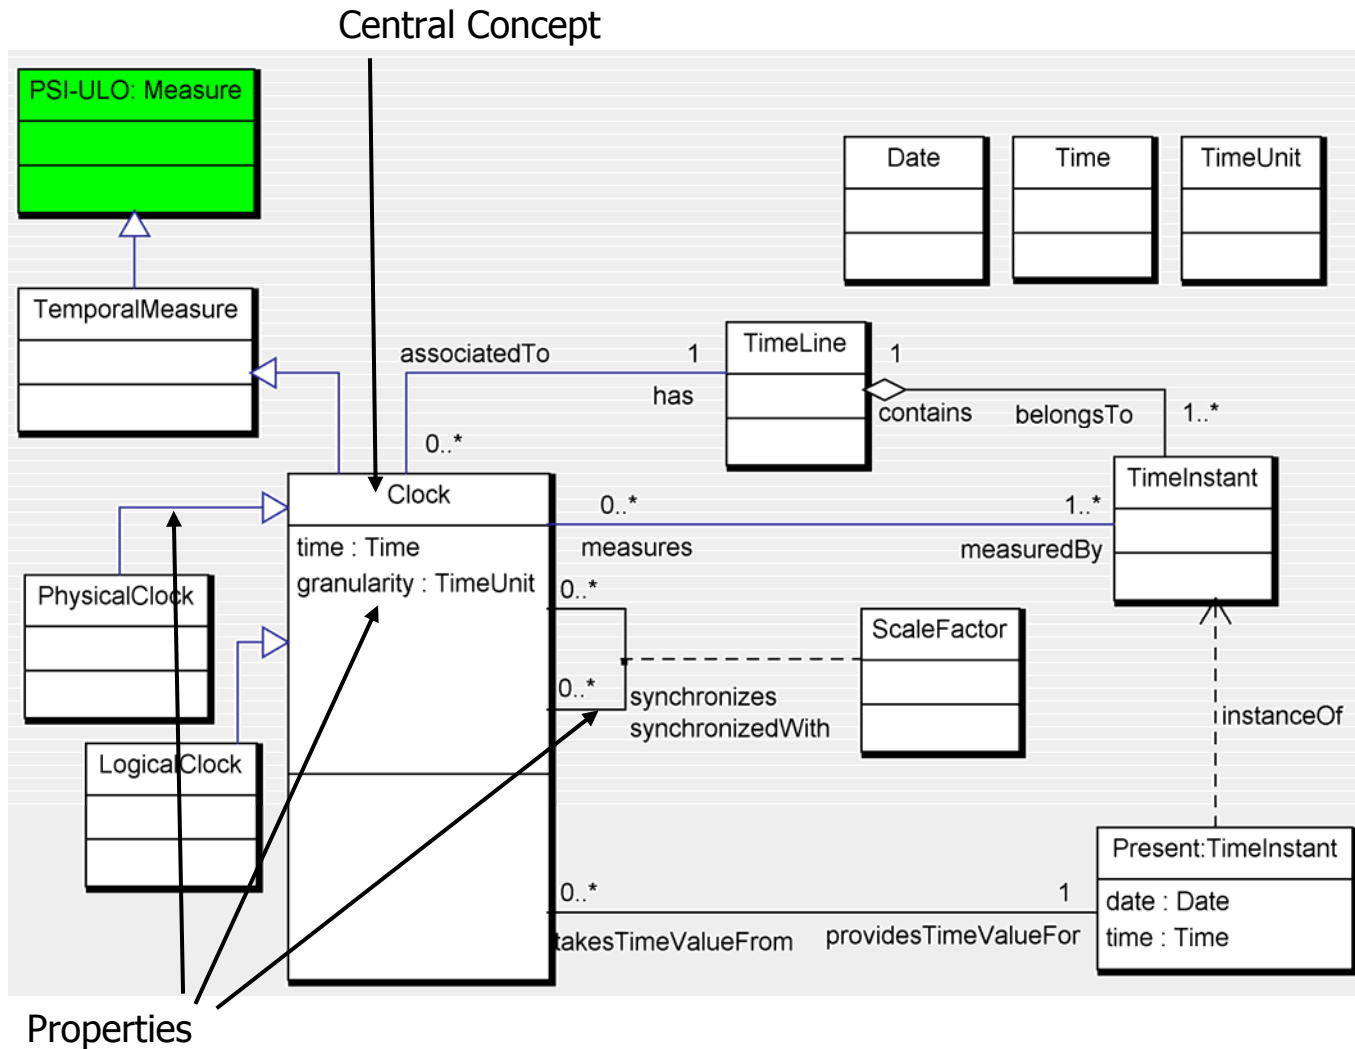 Central Concept
PSI-ULO: Measure
Date
Time
TimeUnit
TemporalMeasure
TimeLine
associatedTo
1
has
1
contains
belongsTo
1..*
0..*
Clock
time : Time
granularity : TimeUnit
0..*
measures
1..*
measuredBy
TimeInstant
PhysicalClock
0..*
ScaleFactor
0..*
synchronizes
synchronizedWith
instanceOf
LogicalClock
Present:TimeInstant
date : Date
time : Time
0..*
takesTimeValueFrom
1
providesTimeValueFor
Properties